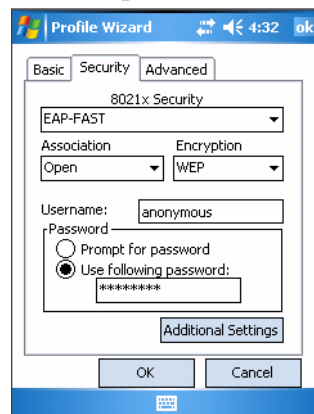 Profile Wizard 4:32 ok
Basic Security Advanced
8021x Security
EAP-FAST
Association Encryption
Open WEP
Username: anonymous
Password
Prompt for password
Use following password:
********
Additional Settings
OK Cancel